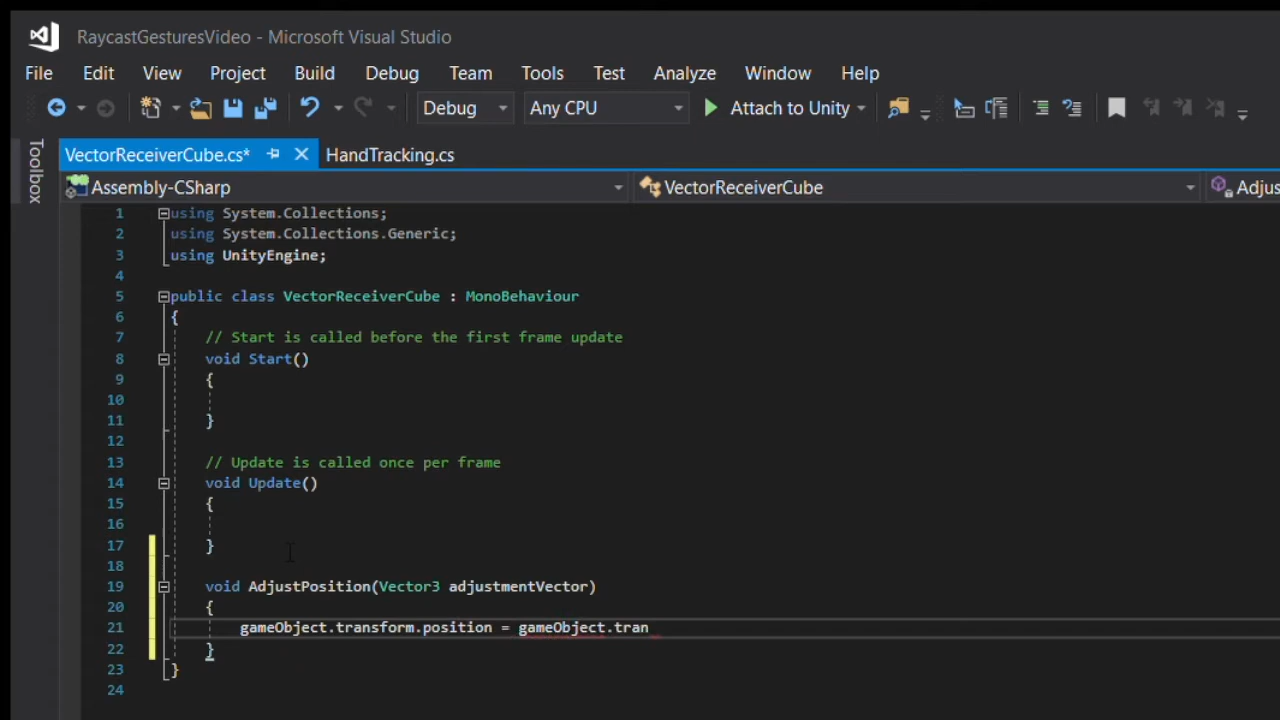 RaycastGesturesVideo - Microsoft Visual Studio
File Edit View Project Build Debug Team Tools Test Analyze Window Help
Debug Any CPU Attach to Unity
Toolbox
VectorReceiverCube.cs* HandTracking.cs
Assembly-CSharp VectorReceiverCube Adjus
1 using System.Collections;
2 using System.Collections.Generic;
3 using UnityEngine;
4
5 public class VectorReceiverCube : MonoBehaviour
6 {
7 // Start is called before the first frame update
8 void Start()
9 {
10
11 }
12
13 // Update is called once per frame
14 void Update()
15 {
16
17 }
18
19 void AdjustPosition(Vector3 adjustmentVector)
20 {
21 gameObject.transform.position = gameObject.tran
22 }
23 }
24